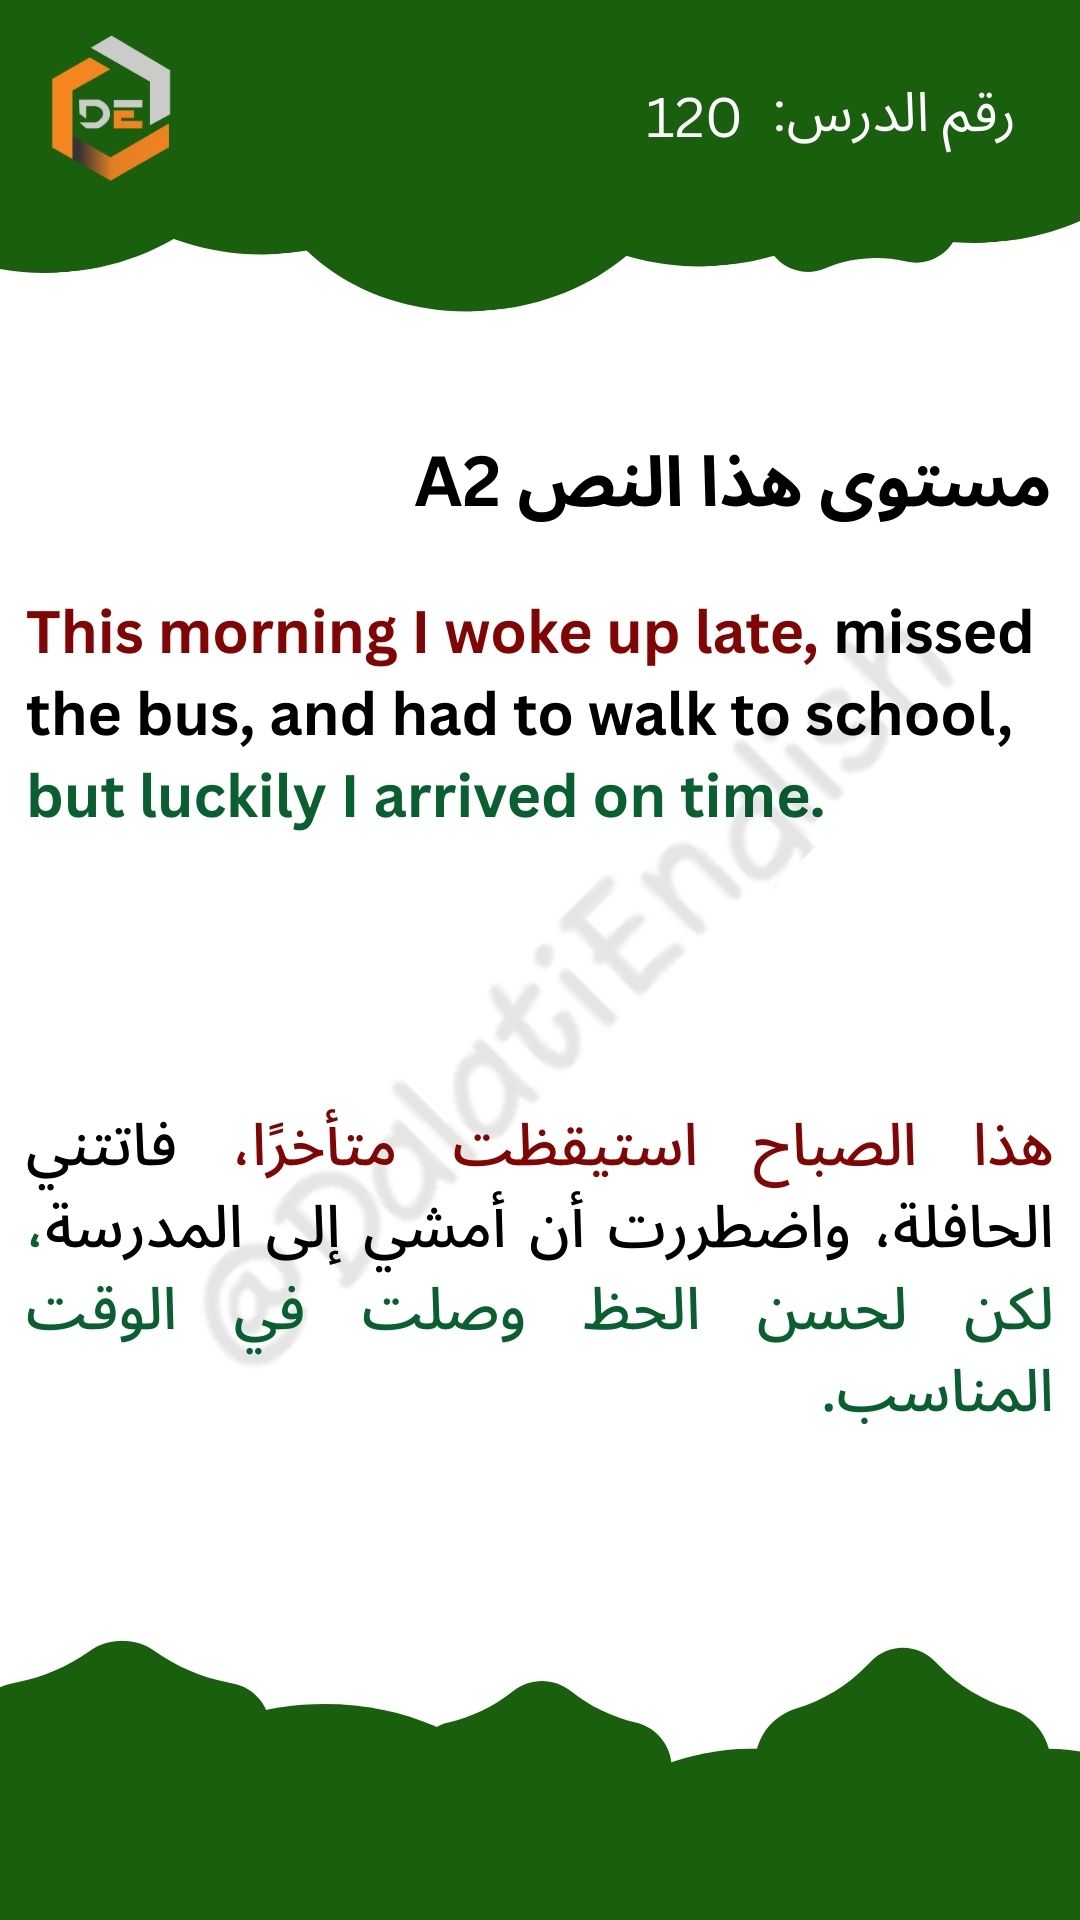 DE
رقم الدرس: 120
مستوى هذا النص A2
This morning I woke up late, missed
the bus, and had to walk to school,
but luckily I arrived on time.
@DalatiEnglish
هذا الصباح استيقظت متأخرًا، فاتتني
الحافلة، واضطررت أن أمشي إلى المدرسة،
لكن لحسن الحظ وصلت في الوقت
المناسب.